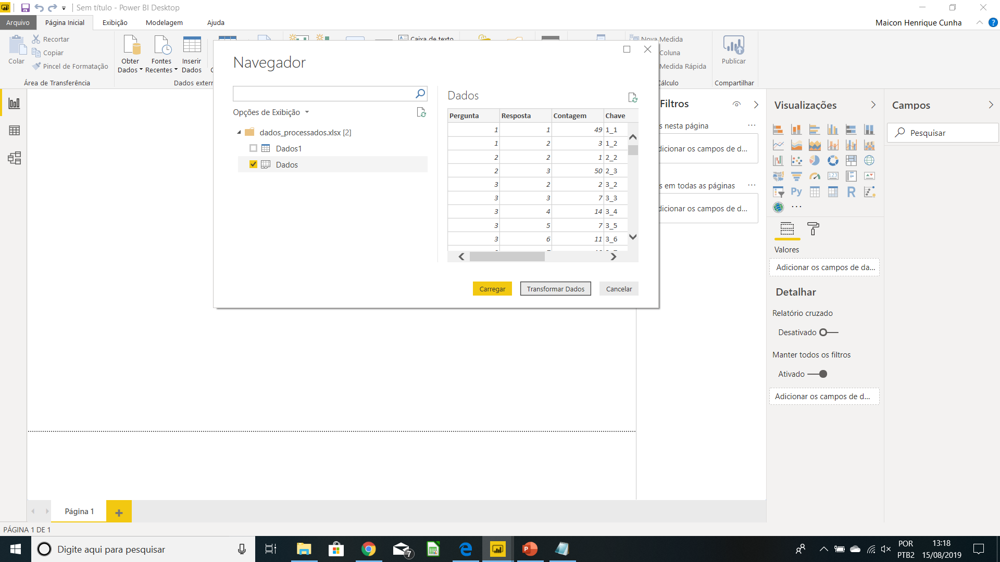 Sem título - Power BI Desktop
Arquivo
Página Inicial
Exibição
Modelagem
Ajuda
Maicon Henrique Cunha
?
Colar
Recortar
Copiar
Pincel de Formatação
Área de Transferência
Obter Dados
Fontes Recentes
Inserir Dados
Dados exter
Caixa de texto
Nova Medida
Coluna
Medida Rápida
Cálculo
Publicar
Compartilhar
Navegador
Opções de Exibição
dados_processados.xlsx [2]
Dados1
Dados
Dados
Pergunta Resposta Contagem Chave
1 1 49 1_1
1 2 3 1_2
2 2 1 2_2
2 3 50 2_3
3 2 2 3_2
3 3 7 3_3
3 4 14 3_4
3 5 7 3_5
3 6 11 3_6
Carregar
Transformar Dados
Cancelar
Filtros
s nesta página
dicionar os campos de d...
s em todas as páginas
dicionar os campos de d...
Visualizações
123
Py
R
Valores
Adicionar os campos de da...
Detalhar
Relatório cruzado
Desativado
Manter todos os filtros
Ativado
Adicionar os campos de d...
Campos
Pesquisar
Página 1
PÁGINA 1 DE 1
Digite aqui para pesquisar
7
POR
PTB2
13:18
15/08/2019